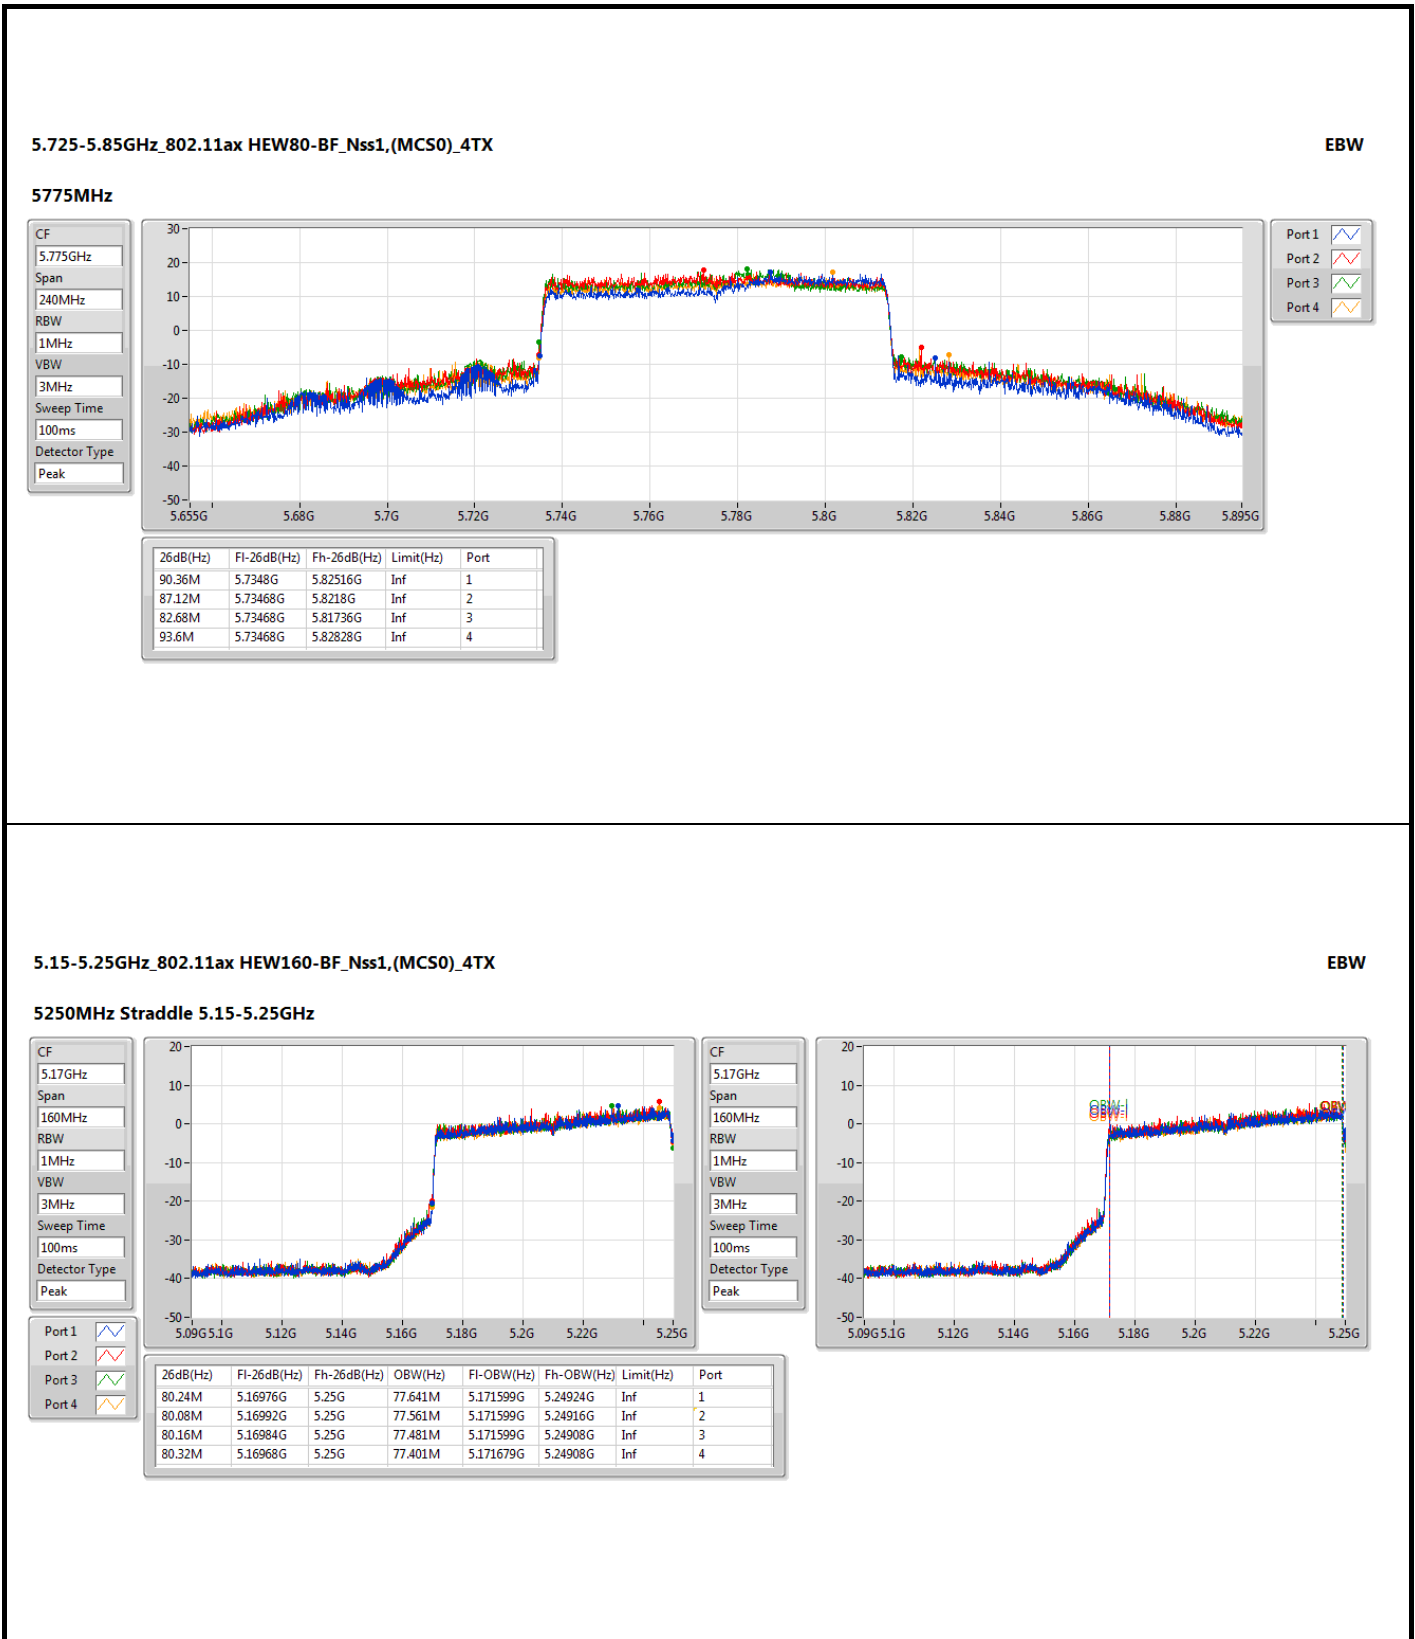 5.725-5.85GHz_802.11ax HEW80-BF_Nss1,(MCS0)_4TX EBW
5775MHz
CF
5.775GHz
Span
240MHz
RBW
1MHz
VBW
3MHz
Sweep Time
100ms
Detector Type
Peak
30
20
10
0
-10
-20
-30
-40
-50
5.655G 5.68G 5.7G 5.72G 5.74G 5.76G 5.78G 5.8G 5.82G 5.84G 5.86G 5.88G 5.895G
Port 1
Port 2
Port 3
Port 4
26dB(Hz) Fl-26dB(Hz) Fh-26dB(Hz) Limit(Hz) Port
90.36M 5.7348G 5.82516G Inf 1
87.12M 5.73468G 5.8218G Inf 2
82.68M 5.73468G 5.81736G Inf 3
93.6M 5.73468G 5.82828G Inf 4
5.15-5.25GHz_802.11ax HEW160-BF_Nss1,(MCS0)_4TX EBW
5250MHz Straddle 5.15-5.25GHz
CF
5.17GHz
Span
160MHz
RBW
1MHz
VBW
3MHz
Sweep Time
100ms
Detector Type
Peak
Port 1
Port 2
Port 3
Port 4
20
10
0
-10
-20
-30
-40
-50
5.09G 5.1G 5.12G 5.14G 5.16G 5.18G 5.2G 5.22G 5.25G
CF
5.17GHz
Span
160MHz
RBW
1MHz
VBW
3MHz
Sweep Time
100ms
Detector Type
Peak
20
10
0
-10
-20
-30
-40
-50
OBW-l
OBW-l
5.09G 5.1G 5.12G 5.14G 5.16G 5.18G 5.2G 5.22G 5.25G
26dB(Hz) Fl-26dB(Hz) Fh-26dB(Hz) OBW(Hz) Fl-OBW(Hz) Fh-OBW(Hz) Limit(Hz) Port
80.24M 5.16976G 5.25G 77.641M 5.171599G 5.24924G Inf 1
80.08M 5.16992G 5.25G 77.561M 5.171599G 5.24916G Inf 2
80.16M 5.16984G 5.25G 77.481M 5.171599G 5.24908G Inf 3
80.32M 5.16968G 5.25G 77.401M 5.171679G 5.24908G Inf 4